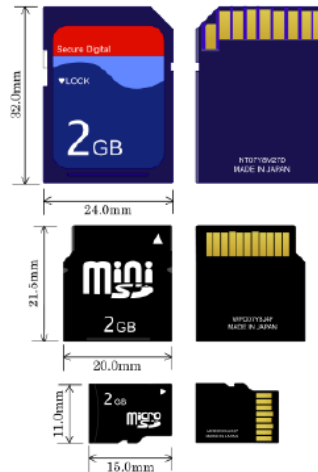 Secure Digital
▼LOCK
2GB
32.0mm
24.0mm
MADE IN JAPAN
mini
SD
2GB
21.5mm
20.0mm
MADE IN JAPAN
2GB
micro
SD
11.0mm
15.0mm